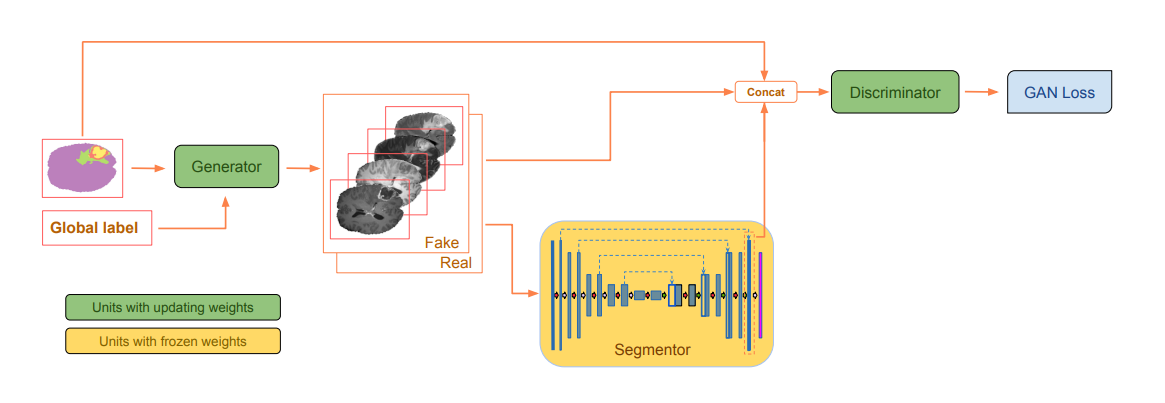 Concat
Discriminator
GAN Loss
Generator
Global label
Fake
Real
Units with updating weights
Units with frozen weights
Segmentor